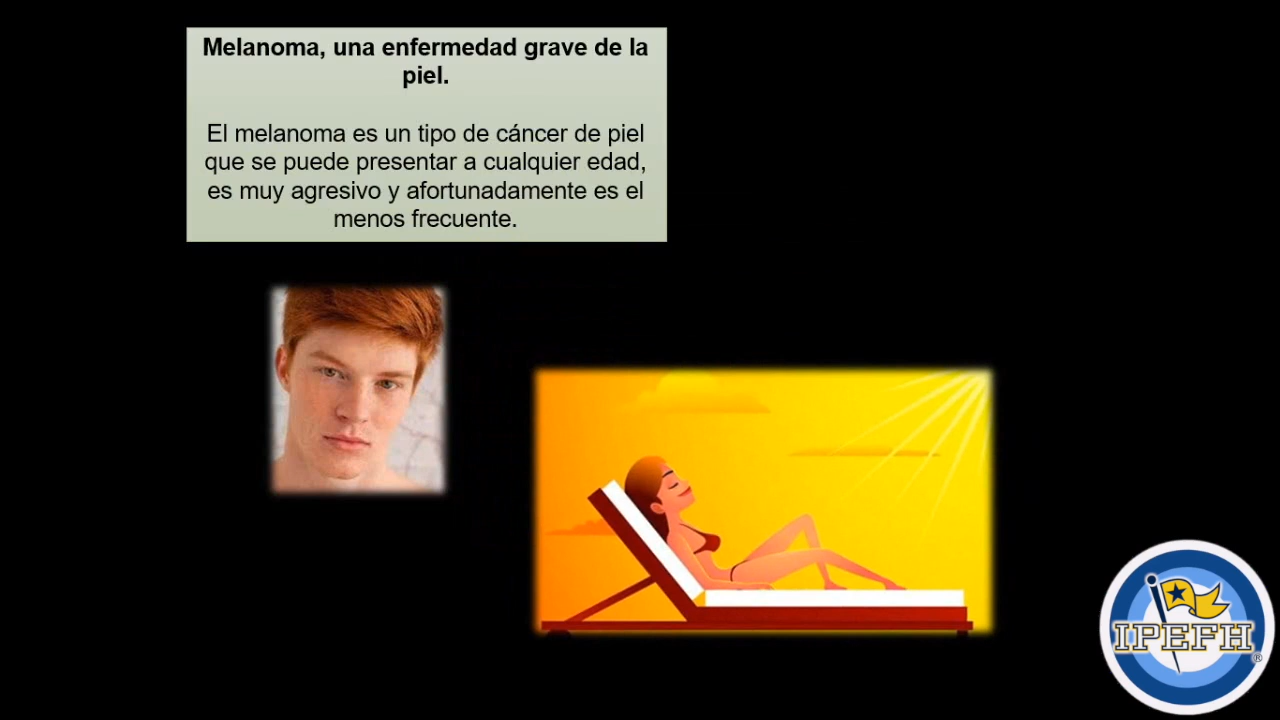 Melanoma, una enfermedad grave de la
piel.
El melanoma es un tipo de cáncer de piel
que se puede presentar a cualquier edad,
es muy agresivo y afortunadamente es el
menos frecuente.
IPEFH
®